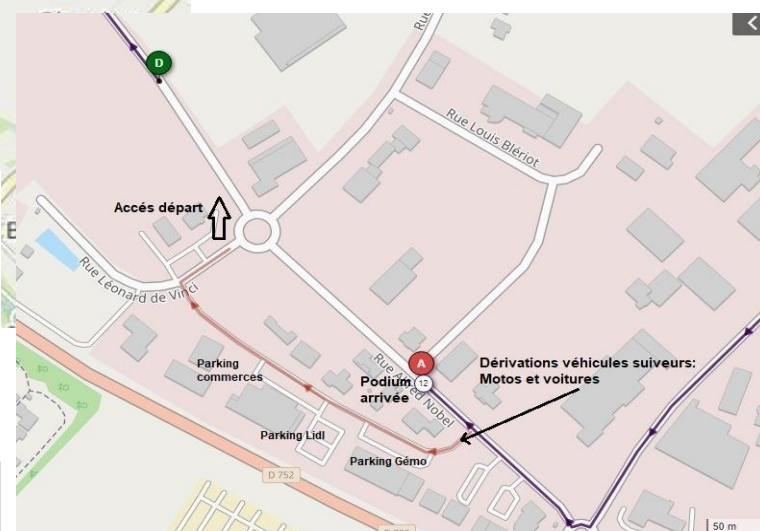 D
Rue
Rue Louis Blériot
Accés départ
E
Rue Léonard de Vinci
A
12
Rue Alfred Nobel
Podium
arrivée
Dérivations véhicules suiveurs:
Motos et voitures
Parking
commerces
Parking Lidl
Parking Gémo
D 752
50 m